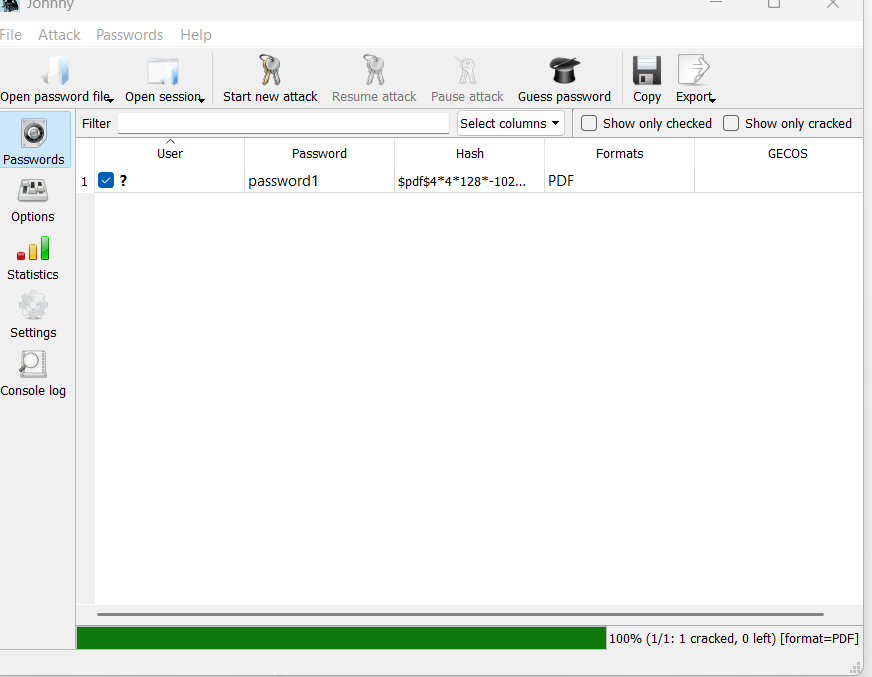 Johnny
File Attack Passwords Help
Open password file Open session Start new attack Resume attack Pause attack Guess password Copy Export
Passwords
Options
Statistics
Settings
Console log
Filter Select columns Show only checked Show only cracked
User Password Hash Formats GECOS
1 ? password1 $pdf$4*4*128*-102... PDF
100% (1/1: 1 cracked, 0 left) [format=PDF]